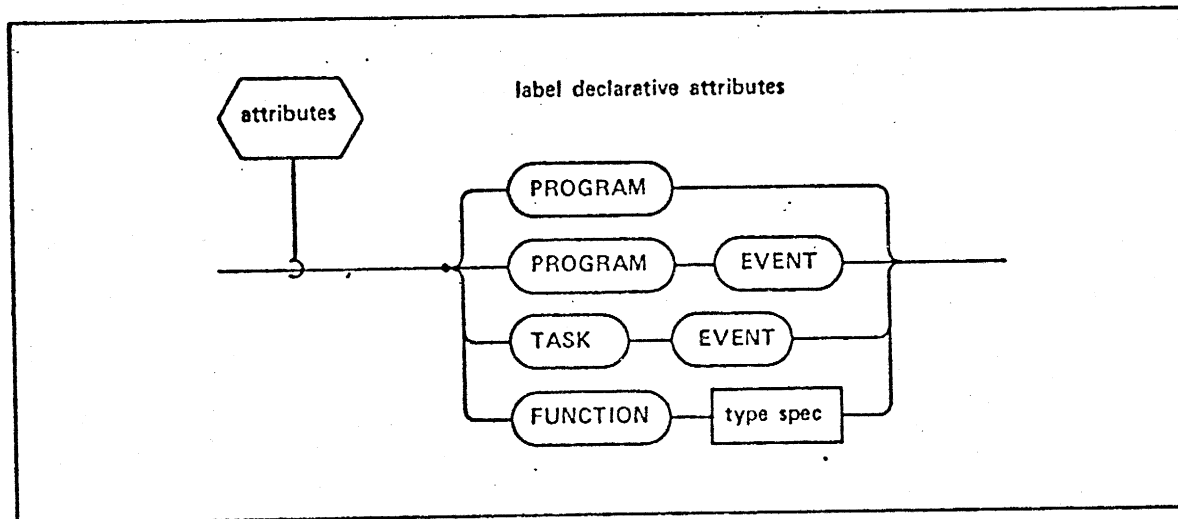 label declarative attributes
attributes
PROGRAM
PROGRAM EVENT
TASK EVENT
FUNCTION type spec